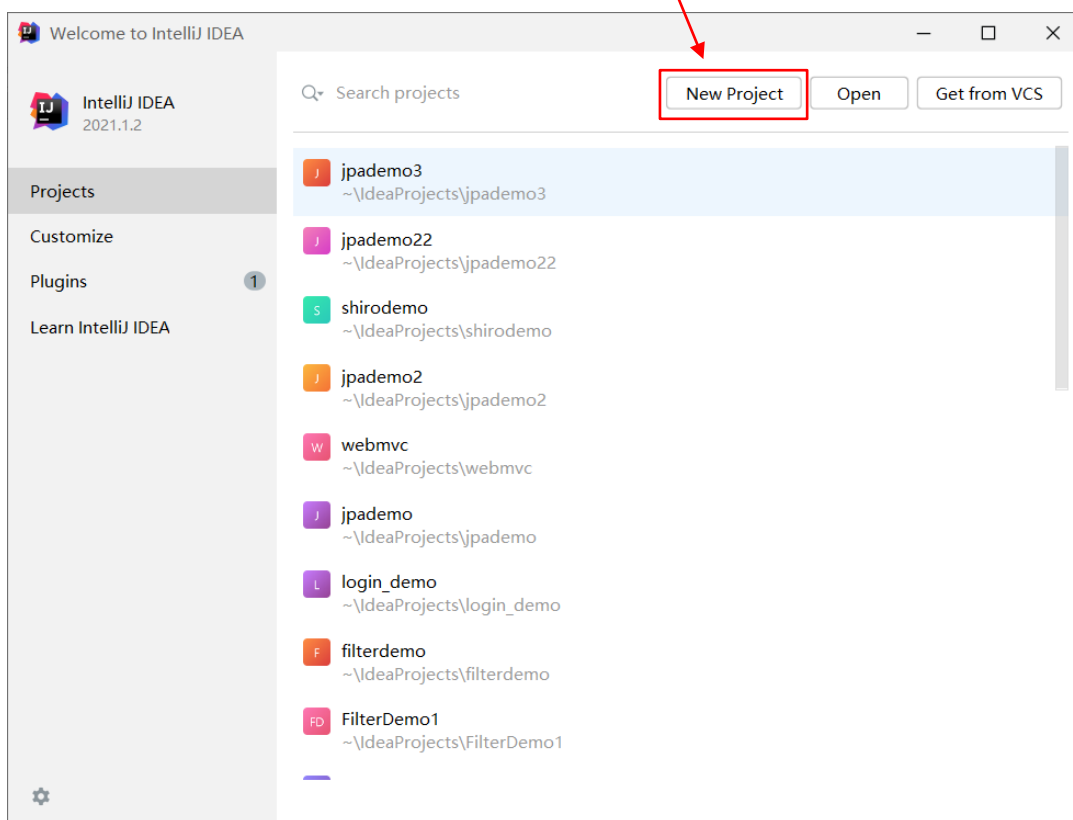 Welcome to IntelliJ IDEA
IntelliJ IDEA
2021.1.2
Search projects
New Project
Open
Get from VCS
Projects
Customize
Plugins
1
Learn IntelliJ IDEA
J
jpademo3
~\IdeaProjects\jpademo3
J
jpademo22
~\IdeaProjects\jpademo22
S
shirodemo
~\IdeaProjects\shirodemo
J
jpademo2
~\IdeaProjects\jpademo2
W
webmvc
~\IdeaProjects\webmvc
J
jpademo
~\IdeaProjects\jpademo
L
login_demo
~\IdeaProjects\login_demo
F
filterdemo
~\IdeaProjects\filterdemo
FD
FilterDemo1
~\IdeaProjects\FilterDemo1